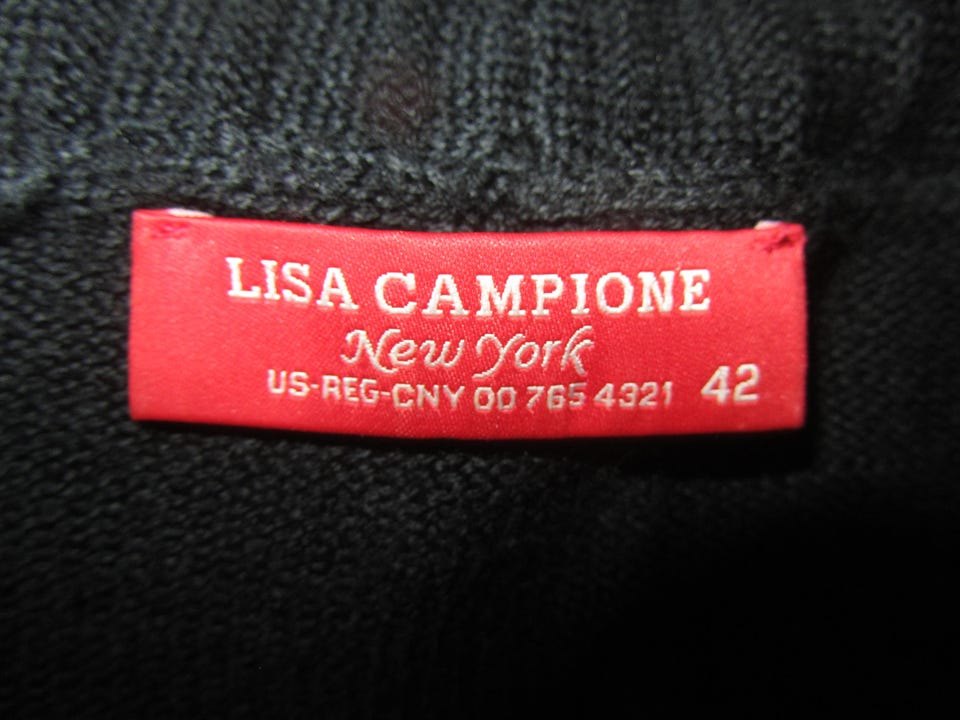 LISA CAMPIONE
New York
US-REG-CNY 00 765 4321 42